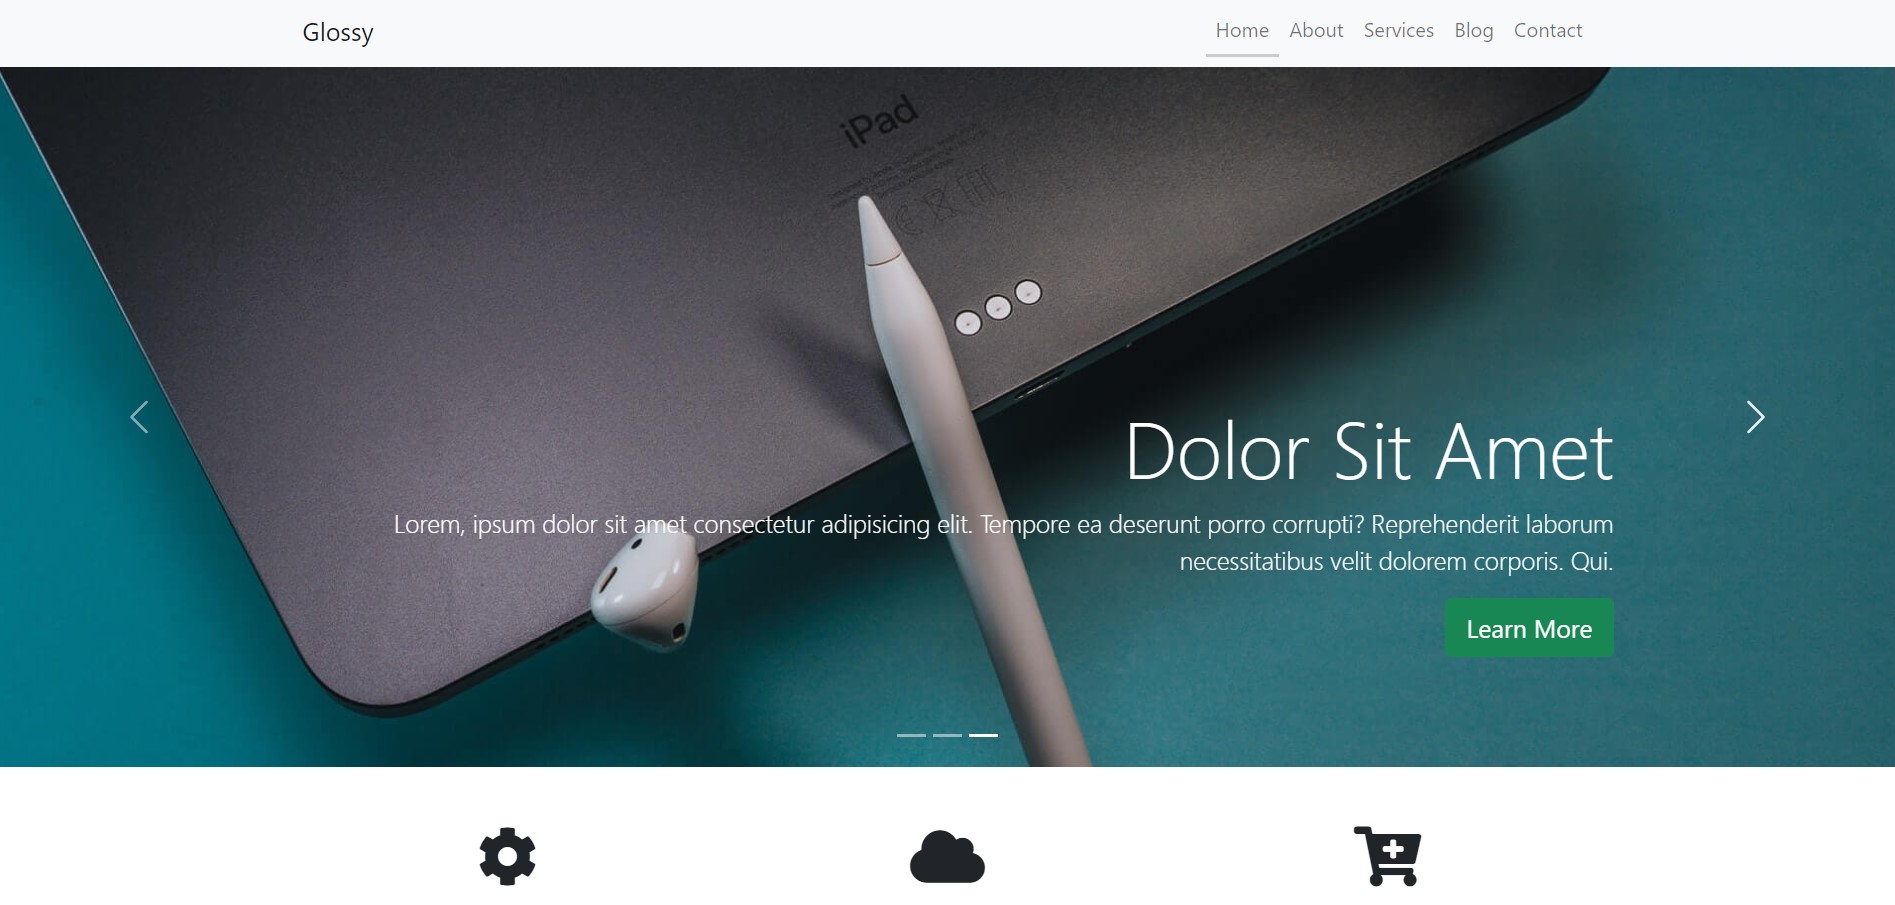 Glossy
Home About Services Blog Contact
iPad
Dolor Sit Amet
Lorem, ipsum dolor sit amet consectetur adipisicing elit. Tempore ea deserunt porro corrupti? Reprehenderit laborum
necessitatibus velit dolorem corporis. Qui.
Learn More